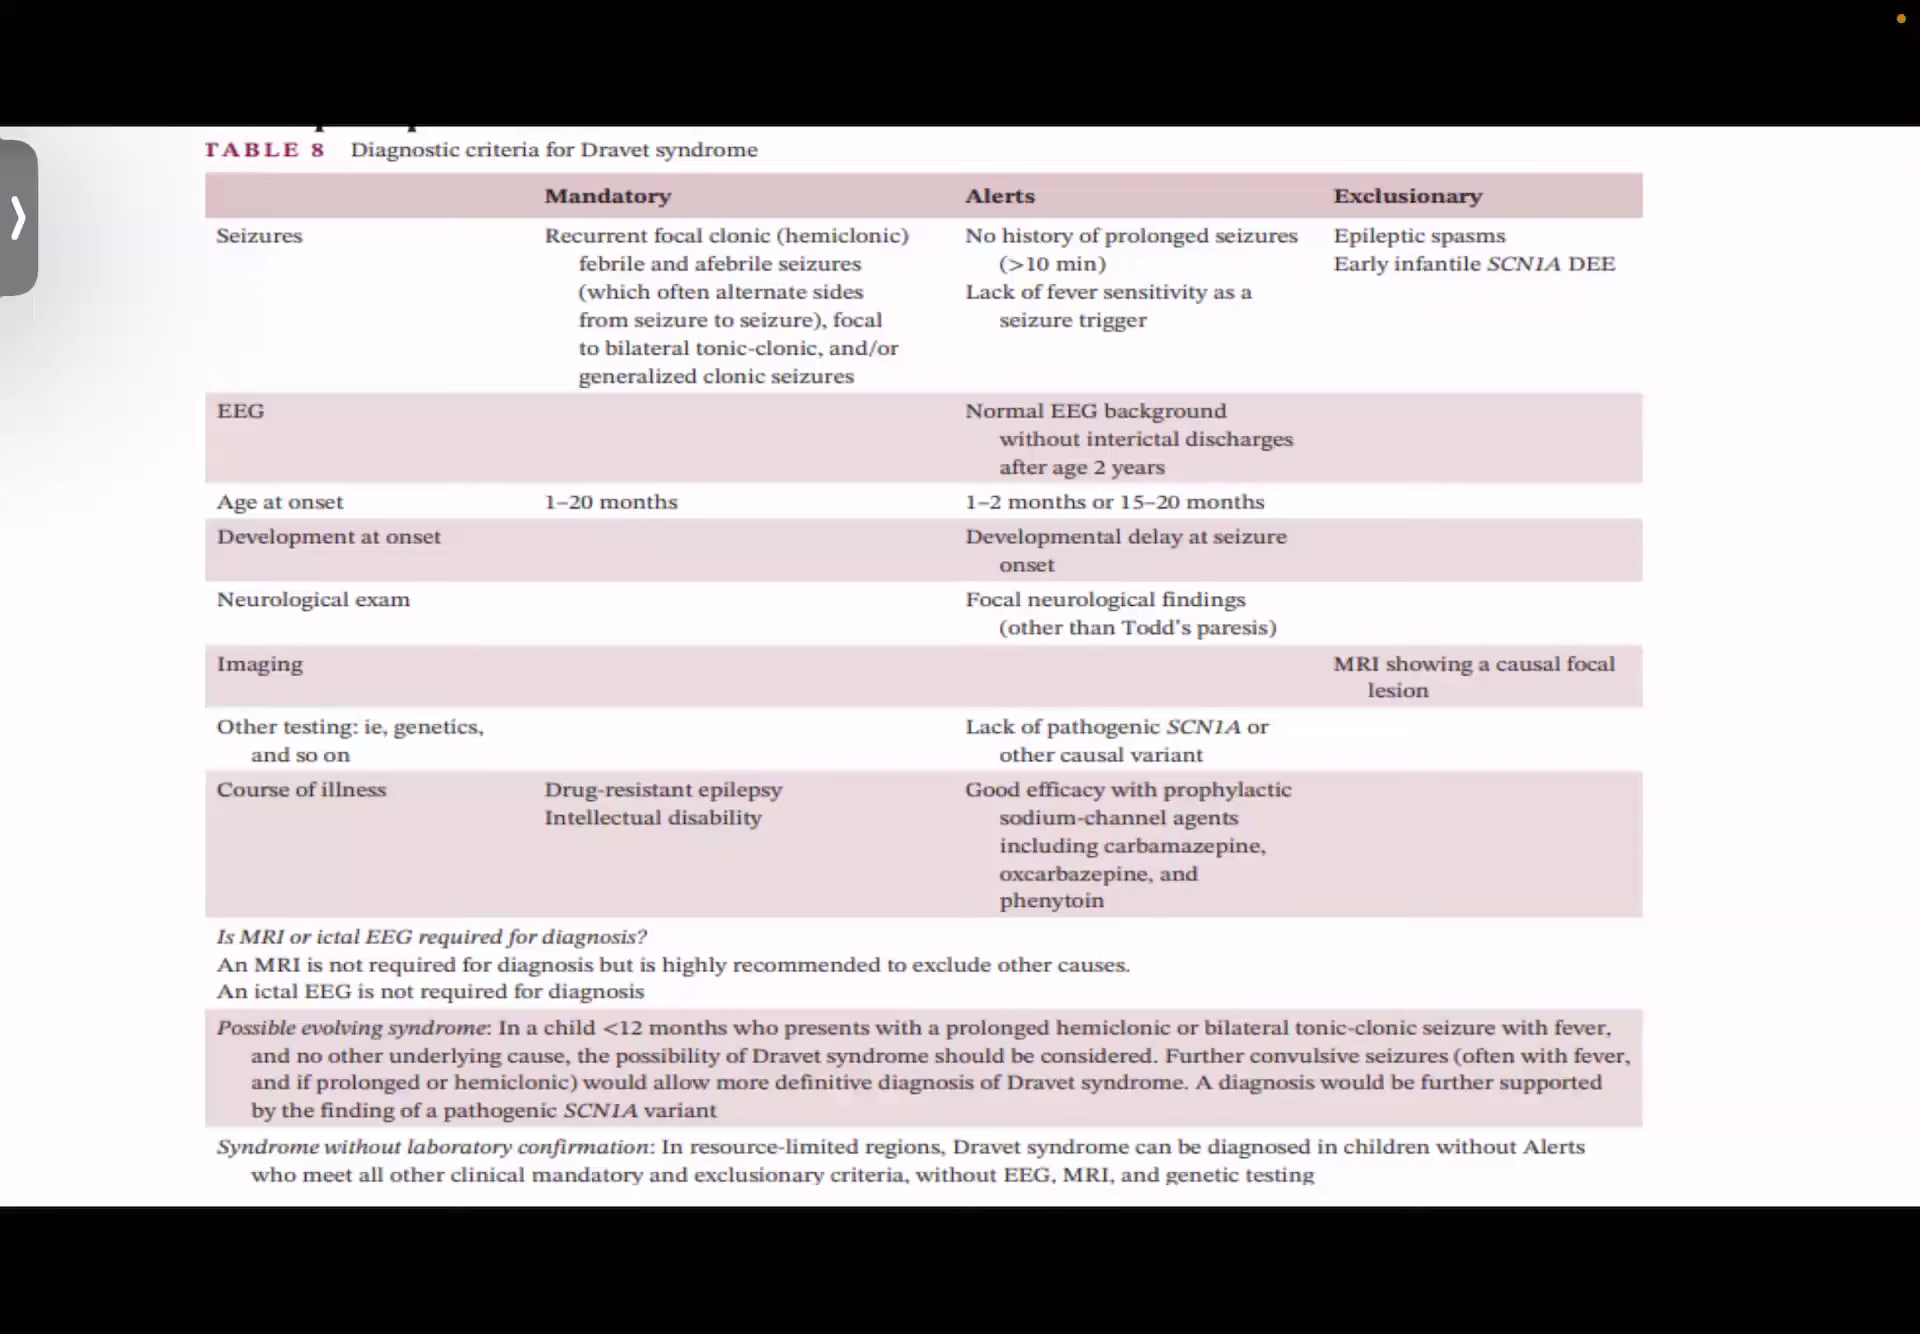 TABLE 8 Diagnostic criteria for Dravet syndrome
Mandatory Alerts Exclusionary
Seizures Recurrent focal clonic (hemiclonic) No history of prolonged seizures Epileptic spasms
febrile and afebrile seizures (>10 min) Early infantile SCN1A DEE
(which often alternate sides Lack of fever sensitivity as a
from seizure to seizure), focal seizure trigger
to bilateral tonic-clonic, and/or
generalized clonic seizures
EEG Normal EEG background
without interictal discharges
after age 2 years
Age at onset 1–20 months 1–2 months or 15–20 months
Development at onset Developmental delay at seizure
onset
Neurological exam Focal neurological findings
(other than Todd's paresis)
Imaging MRI showing a causal focal
lesion
Other testing: ie, genetics, Lack of pathogenic SCN1A or
and so on other causal variant
Course of illness Drug-resistant epilepsy Good efficacy with prophylactic
Intellectual disability sodium-channel agents
including carbamazepine,
oxcarbazepine, and
phenytoin
Is MRI or ictal EEG required for diagnosis?
An MRI is not required for diagnosis but is highly recommended to exclude other causes.
An ictal EEG is not required for diagnosis
Possible evolving syndrome: In a child <12 months who presents with a prolonged hemiclonic or bilateral tonic-clonic seizure with fever,
and no other underlying cause, the possibility of Dravet syndrome should be considered. Further convulsive seizures (often with fever,
and if prolonged or hemiclonic) would allow more definitive diagnosis of Dravet syndrome. A diagnosis would be further supported
by the finding of a pathogenic SCN1A variant
Syndrome without laboratory confirmation: In resource-limited regions, Dravet syndrome can be diagnosed in children without Alerts
who meet all other clinical mandatory and exclusionary criteria, without EEG, MRI, and genetic testing